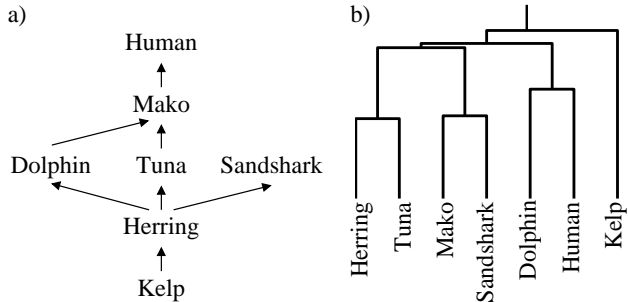 a)
Human
Mako
Dolphin Tuna Sandshark
Herring
Kelp
b)
Herring
Tuna
Mako
Sandshark
Dolphin
Human
Kelp